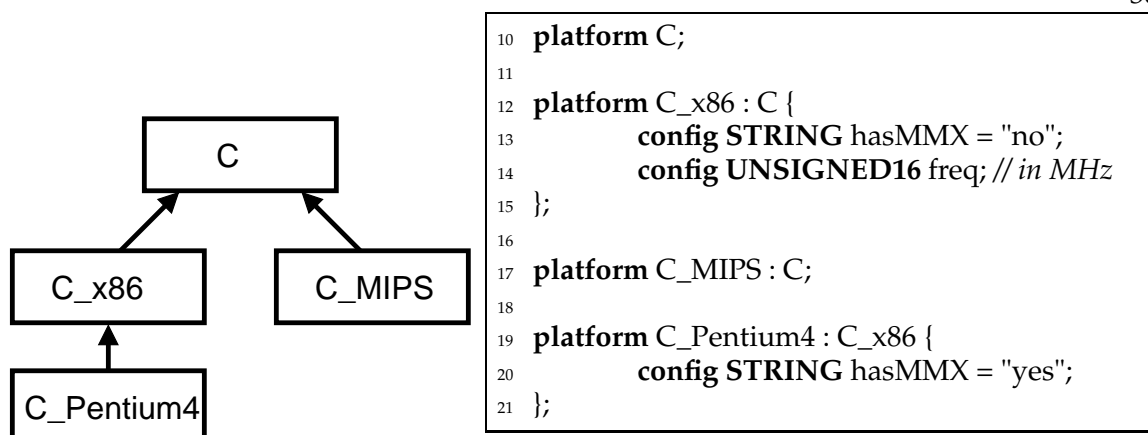 C
C_x86
C_MIPS
C_Pentium4
10 platform C;
11
12 platform C_x86 : C {
13 config STRING hasMMX = "no";
14 config UNSIGNED16 freq; // in MHz
15 };
16
17 platform C_MIPS : C;
18
19 platform C_Pentium4 : C_x86 {
20 config STRING hasMMX = "yes";
21 };